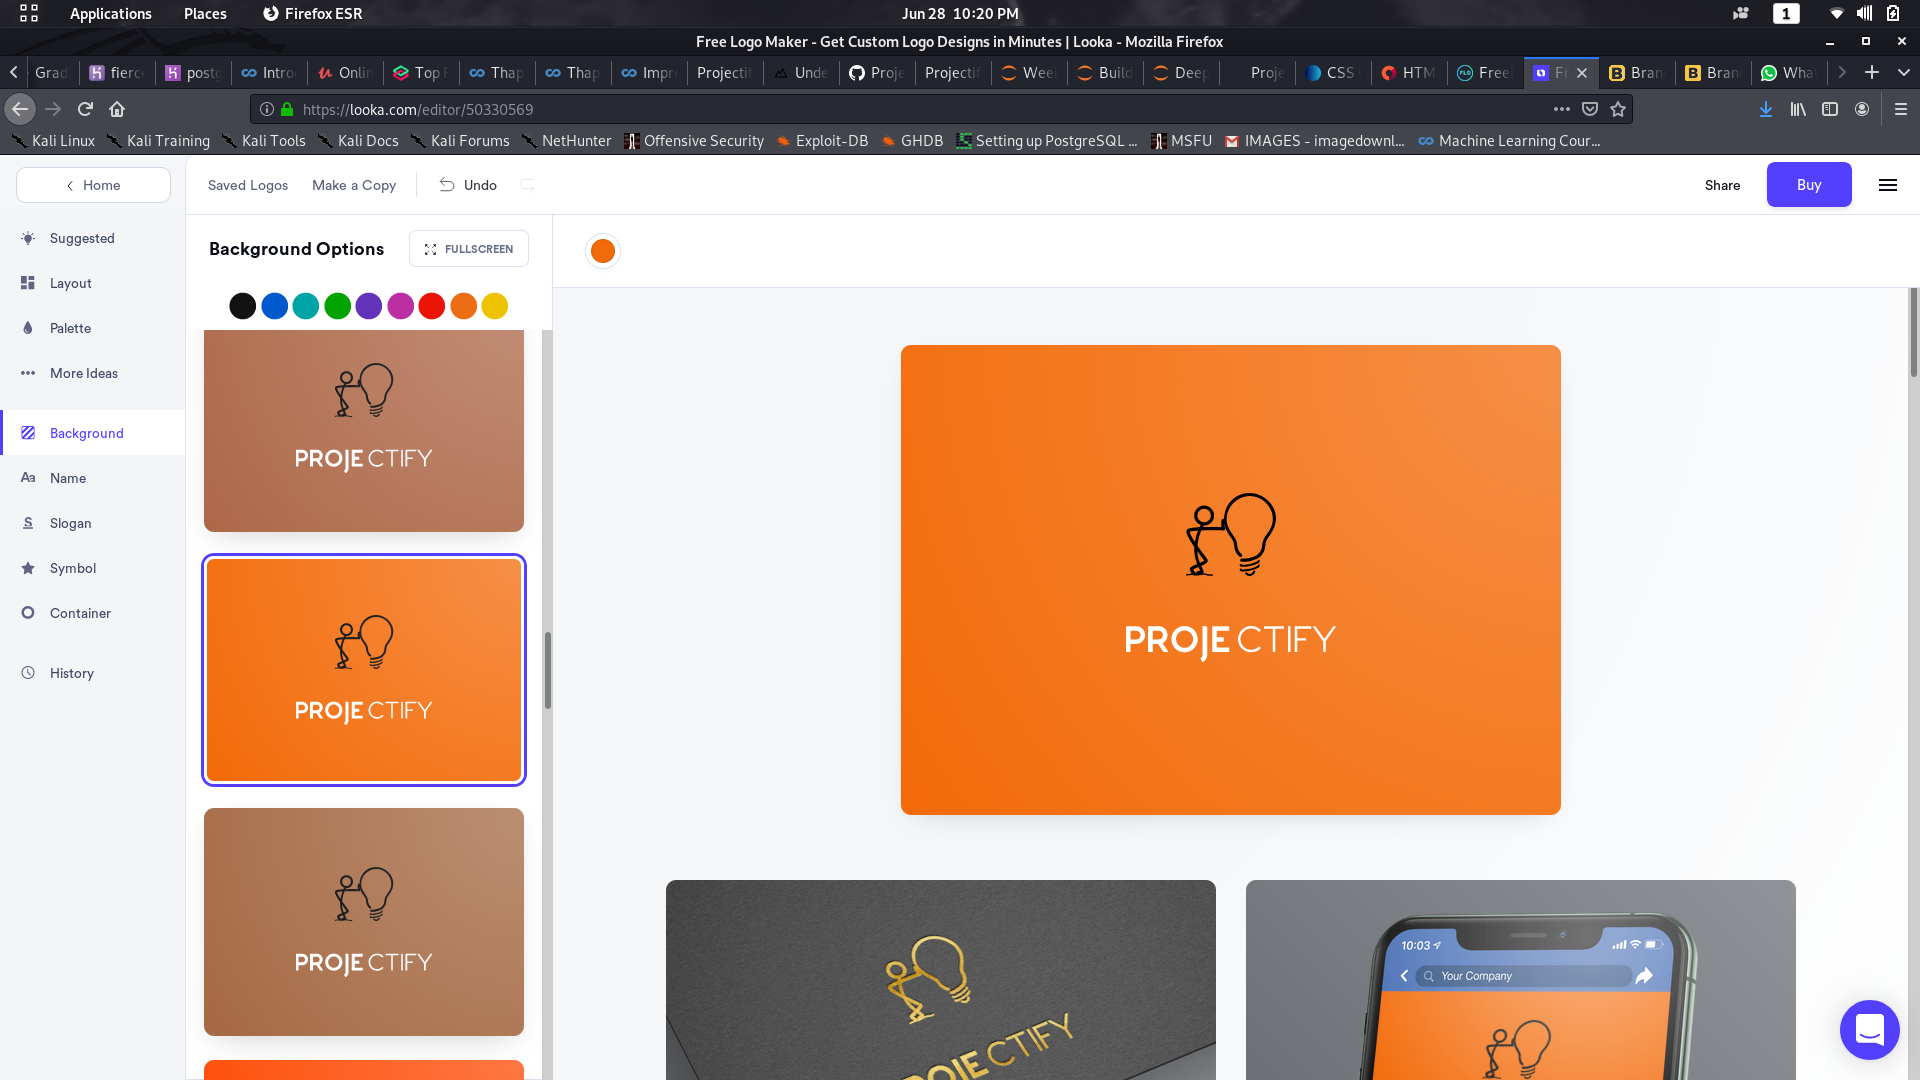 Applications Places Firefox ESR Jun 28 10:20 PM 1
Free Logo Maker - Get Custom Logo Designs in Minutes | Looka - Mozilla Firefox
Grad fierc postg Intro Onlin Top Thap Thap Impr Projectif Unde Proje Projectif Wee Build Deep Proje CSS HTM Free Fr Bran Bran What
https://looka.com/editor/50330569
Kali Linux Kali Training Kali Tools Kali Docs Kali Forums NetHunter Offensive Security Exploit-DB GHDB Setting up PostgreSQL ... MSFU IMAGES - imagedownl... Machine Learning Cour...
Home Saved Logos Make a Copy Undo Share Buy
Suggested
Layout
Palette
More Ideas
Background
Name
Slogan
Symbol
Container
History
Background Options FULLSCREEN
PROJE CTIFY
PROJE CTIFY
PROJE CTIFY
PROJE CTIFY
PROJE CTIFY
10:03
Your Company